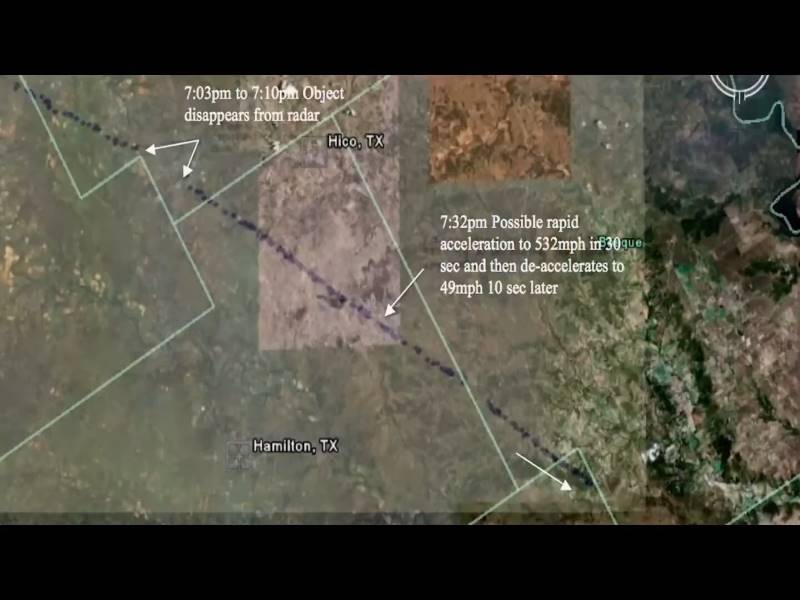 7:03pm to 7:10pm Object
disappears from radar
Hico, TX
7:32pm Possible rapid
acceleration to 532mph in 30
sec and then de-accelerates to
49mph 10 sec later
Bosque
Hamilton, TX